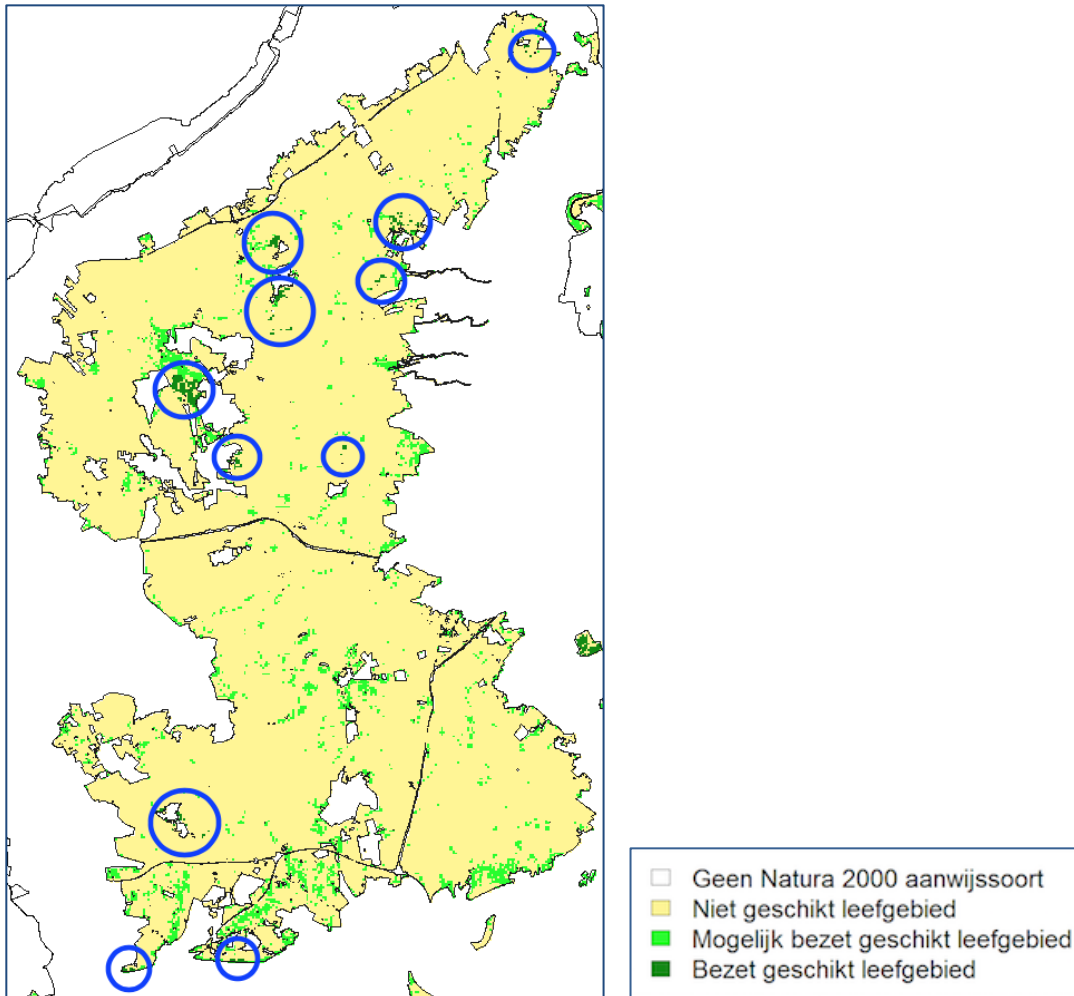 Geen Natura 2000 aanwijssoort
Niet geschikt leefgebied
Mogelijk bezet geschikt leefgebied
Bezet geschikt leefgebied